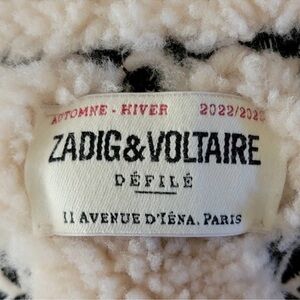 AUTOMNE - HIVER 2022/2023
ZADIG&VOLTAIRE
DÉFILÉ
11 AVENUE D'IÉNA. PARIS